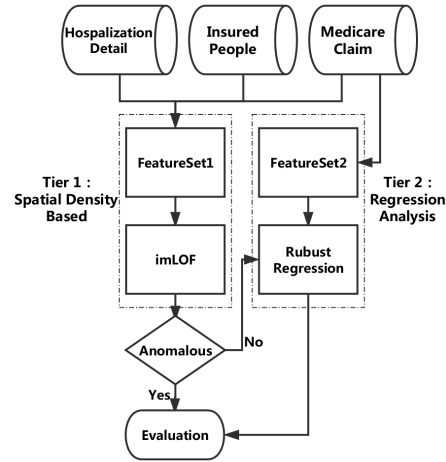 Hospalization
Detail
Insured
People
Medicare
Claim
Tier 1：
Spatial Density
Based
FeatureSet1
FeatureSet2
Tier 2：
Regression
Analysis
imLOF
Rubust
Regression
Anomalous
No
Yes
Evaluation